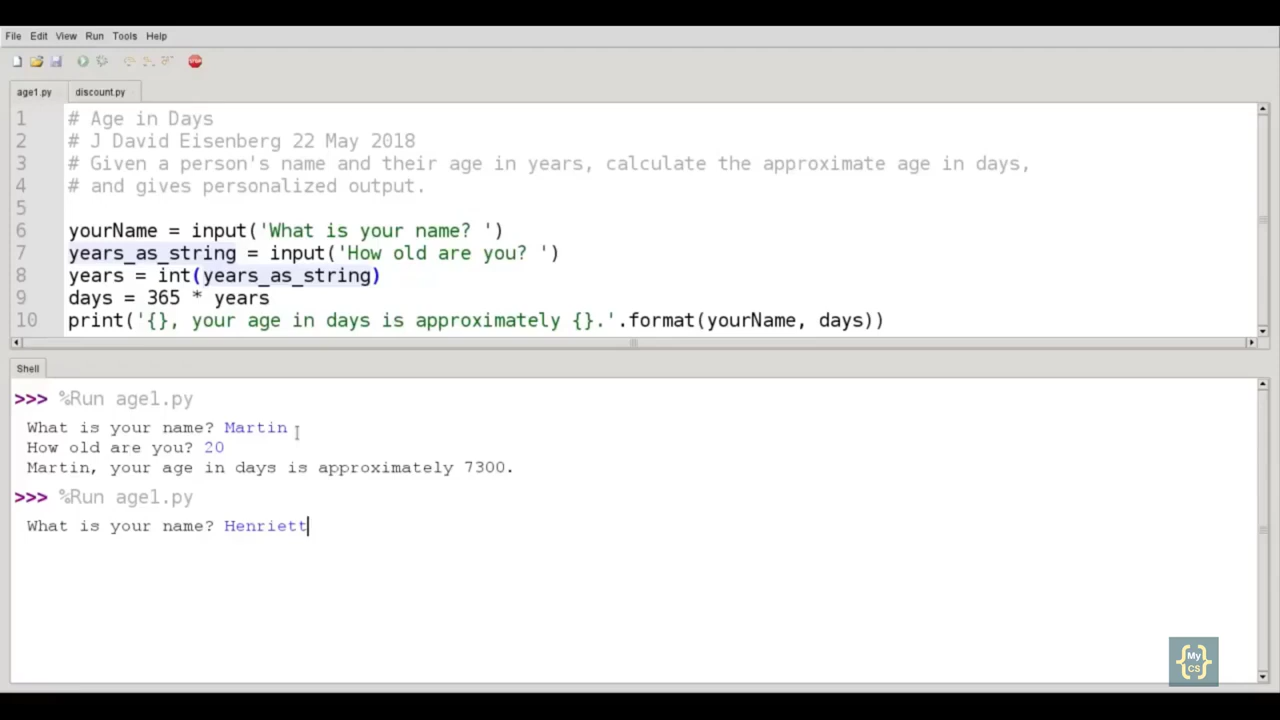 File Edit View Run Tools Help
STOP
age1.py discount.py
1 # Age in Days
2 # J David Eisenberg 22 May 2018
3 # Given a person's name and their age in years, calculate the approximate age in days,
4 # and gives personalized output.
5
6 yourName = input('What is your name? ')
7 years_as_string = input('How old are you? ')
8 years = int(years_as_string)
9 days = 365 * years
10 print('{}, your age in days is approximately {}.'.format(yourName, days))
Shell
>>> %Run age1.py
What is your name? Martin
How old are you? 20
Martin, your age in days is approximately 7300.
>>> %Run age1.py
What is your name? Henriett
{My CS}